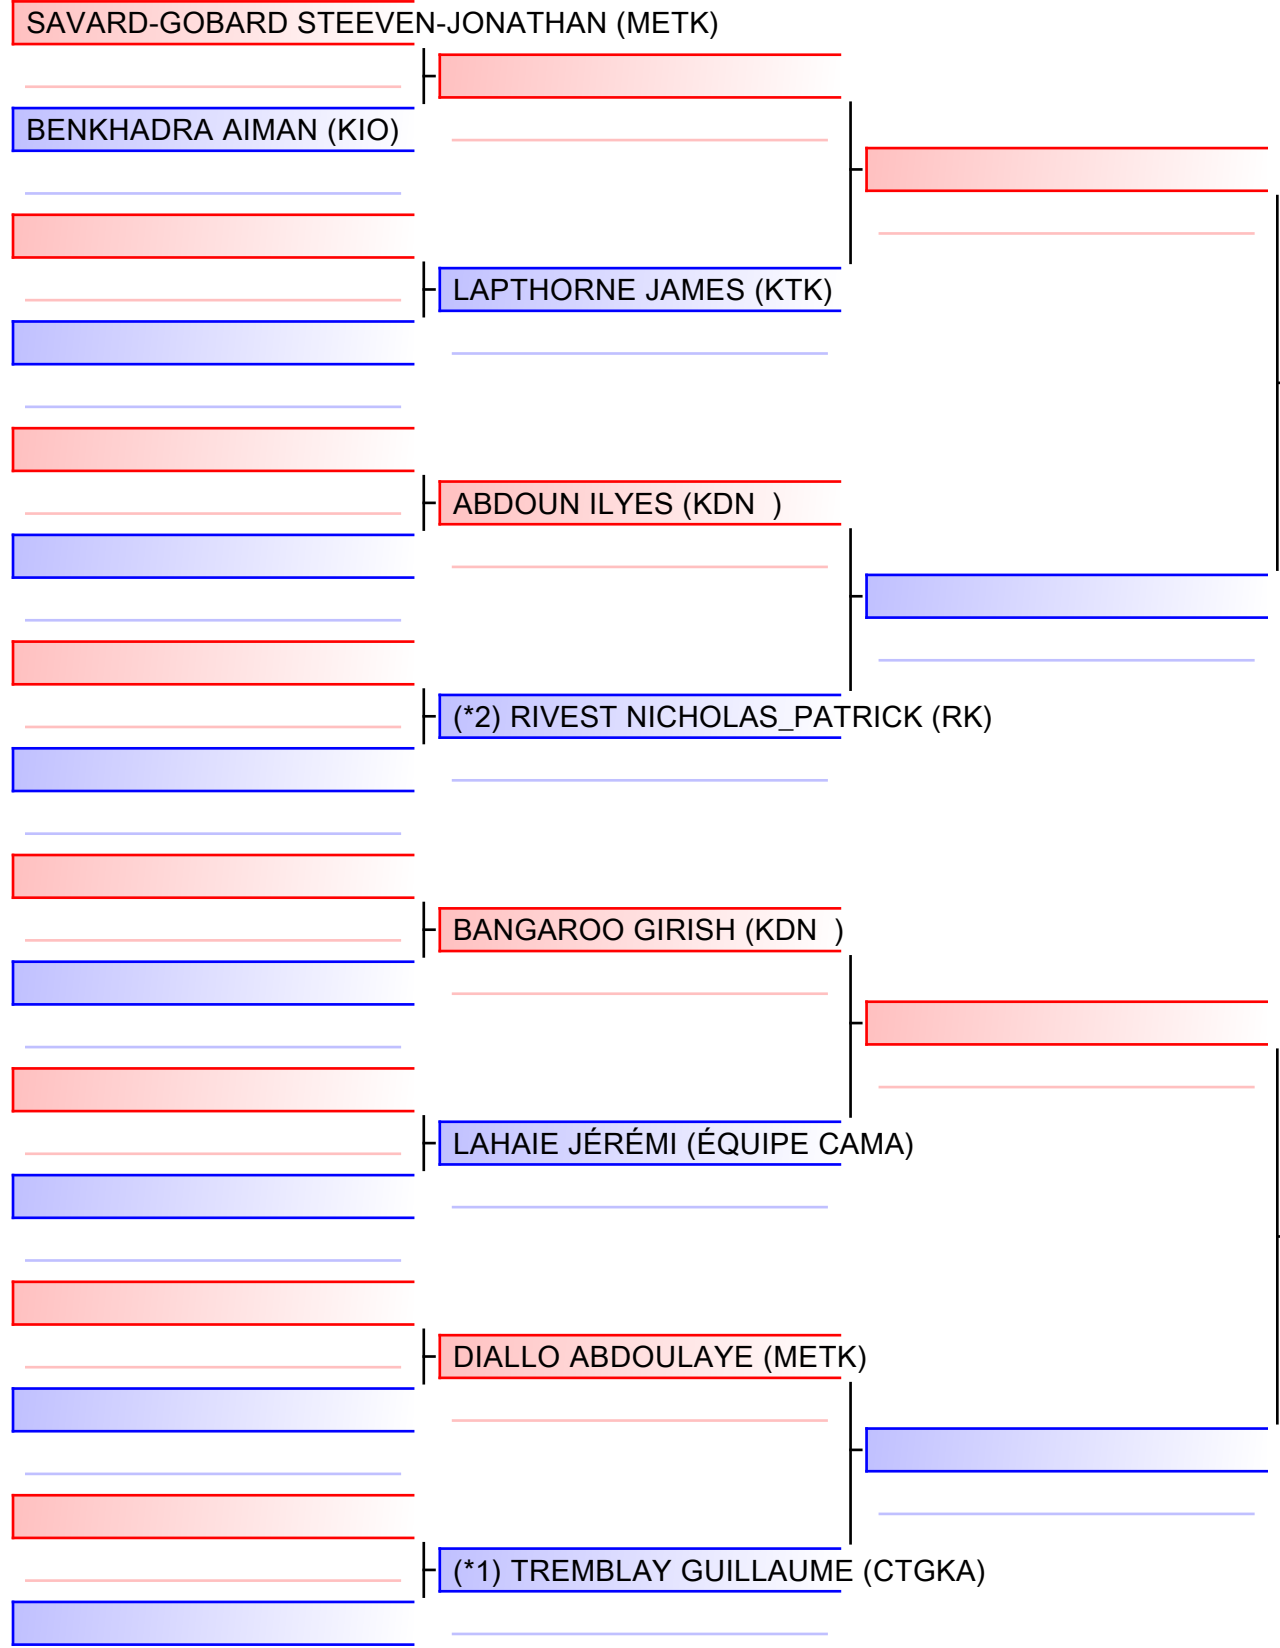 SAVARD-GOBARD STEEVEN-JONATHAN (METK)
BENKHADRA AIMAN (KIO)
LAPTHORNE JAMES (KTK)
ABDOUN ILYES (KDN  )
(*2) RIVEST NICHOLAS_PATRICK (RK)
BANGAROO GIRISH (KDN  )
LAHAIE JÉRÉMI (ÉQUIPE CAMA)
DIALLO ABDOULAYE (METK)
(*1) TREMBLAY GUILLAUME (CTGKA)